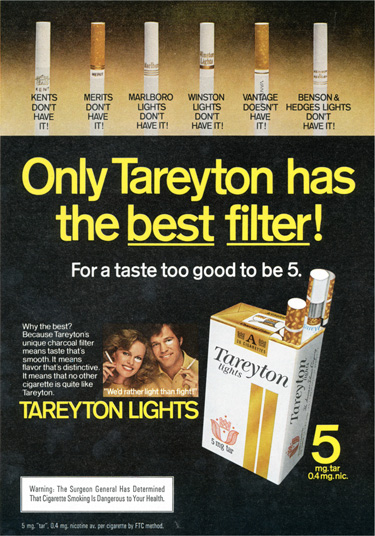 KENTS
DON'T
HAVE
IT!
MERITS
DON'T
HAVE
IT!
MARLBORO
LIGHTS
DON'T
HAVE IT!
WINSTON
LIGHTS
DON'T
HAVE IT!
VANTAGE
DOESN'T
HAVE
IT!
BENSON &
HEDGES LIGHTS
DON'T
HAVE IT!
Only Tareyton has
the best filter!
For a taste too good to be 5.
Why the best?
Because Tareyton's
unique charcoal filter
means taste that's
smooth. It means
flavor that's distinctive.
It means that no other
cigarette is quite like
Tareyton.
"We'd rather light than fight!"
TAREYTON LIGHTS
A
20 CIGARETTES
Tareyton
lights
5 mg tar
Tareyton
lights
5
mg. tar
0.4 mg. nic.
Warning: The Surgeon General Has Determined
That Cigarette Smoking Is Dangerous to Your Health.
5 mg. "tar", 0.4 mg. nicotine av. per cigarette by FTC method.